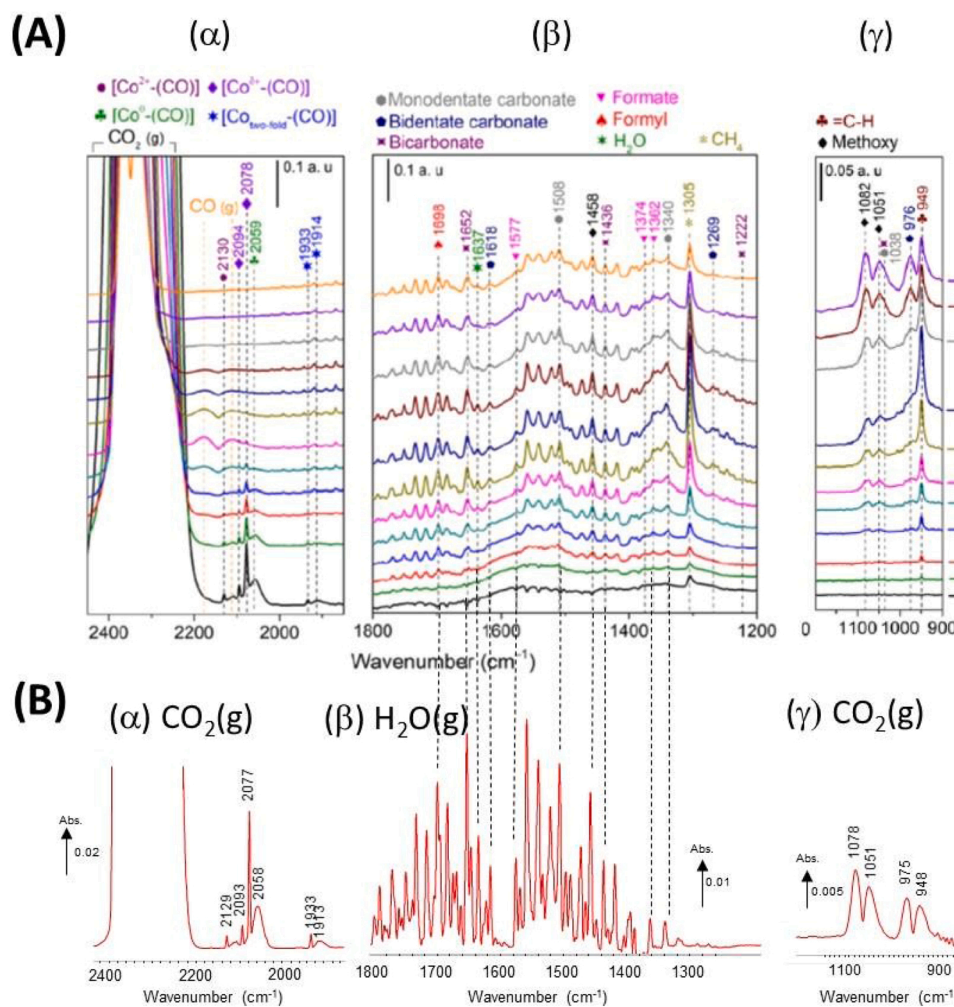 (A)
(α)
(β)
(γ)
● [Co²⁺-(CO)] ♦ [Coᵟ⁺-(CO)]
♣ [Co⁰-(CO)] ✶ [Co_two-fold-(CO)]
CO₂ (g)
0.1 a. u
CO (g)
2130
2094
2078
2059
1933
1914
2400 2200 2000
● Monodentate carbonate ▼ Formate
⬟ Bidentate carbonate ▲ Formyl
✖ Bicarbonate ✶ H₂O ✶ CH₄
0.1 a. u
1698
1652
1637
1618
1577
1508
1458
1436
1374
1362
1340
1305
1269
1222
1800 1600 1400 1200
♣ =C-H
♦ Methoxy
0.05 a. u
1082
1051
1038
976
949
0 1100 1000 900
Wavenumber (cm⁻¹)
(B)
(α) CO₂(g)
(β) H₂O(g)
(γ) CO₂(g)
Abs.
0.02
2129
2093
2077
2058
1933
1913
2400 2200 2000
Wavenumber (cm⁻¹)
0.01
1800 1700 1600 1500 1400 1300
Wavenumber (cm⁻¹)
Abs.
0.005
1078
1051
975
948
1100 900
Wavenumber (cm⁻¹)